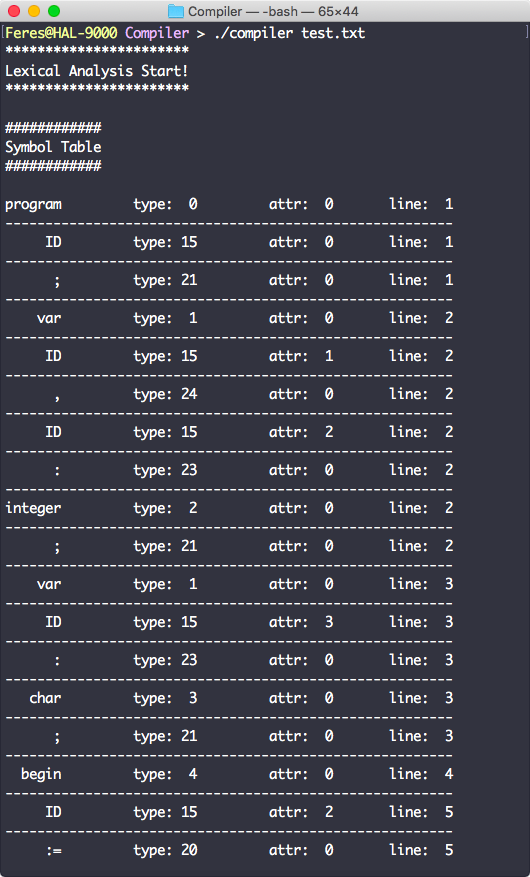 Compiler — -bash — 65×44
Feres@HAL-9000 Compiler > ./compiler test.txt
***********************
Lexical Analysis Start!
***********************
############
Symbol Table
############
program         type:  0         attr:  0       line:  1
--------------------------------------------------------
     ID         type: 15         attr:  0       line:  1
--------------------------------------------------------
      ;         type: 21         attr:  0       line:  1
--------------------------------------------------------
    var         type:  1         attr:  0       line:  2
--------------------------------------------------------
     ID         type: 15         attr:  1       line:  2
--------------------------------------------------------
      ,         type: 24         attr:  0       line:  2
--------------------------------------------------------
     ID         type: 15         attr:  2       line:  2
--------------------------------------------------------
      :         type: 23         attr:  0       line:  2
--------------------------------------------------------
integer         type:  2         attr:  0       line:  2
--------------------------------------------------------
      ;         type: 21         attr:  0       line:  2
--------------------------------------------------------
    var         type:  1         attr:  0       line:  3
--------------------------------------------------------
     ID         type: 15         attr:  3       line:  3
--------------------------------------------------------
      :         type: 23         attr:  0       line:  3
--------------------------------------------------------
   char         type:  3         attr:  0       line:  3
--------------------------------------------------------
      ;         type: 21         attr:  0       line:  3
--------------------------------------------------------
  begin         type:  4         attr:  0       line:  4
--------------------------------------------------------
     ID         type: 15         attr:  2       line:  5
--------------------------------------------------------
     :=         type: 20         attr:  0       line:  5